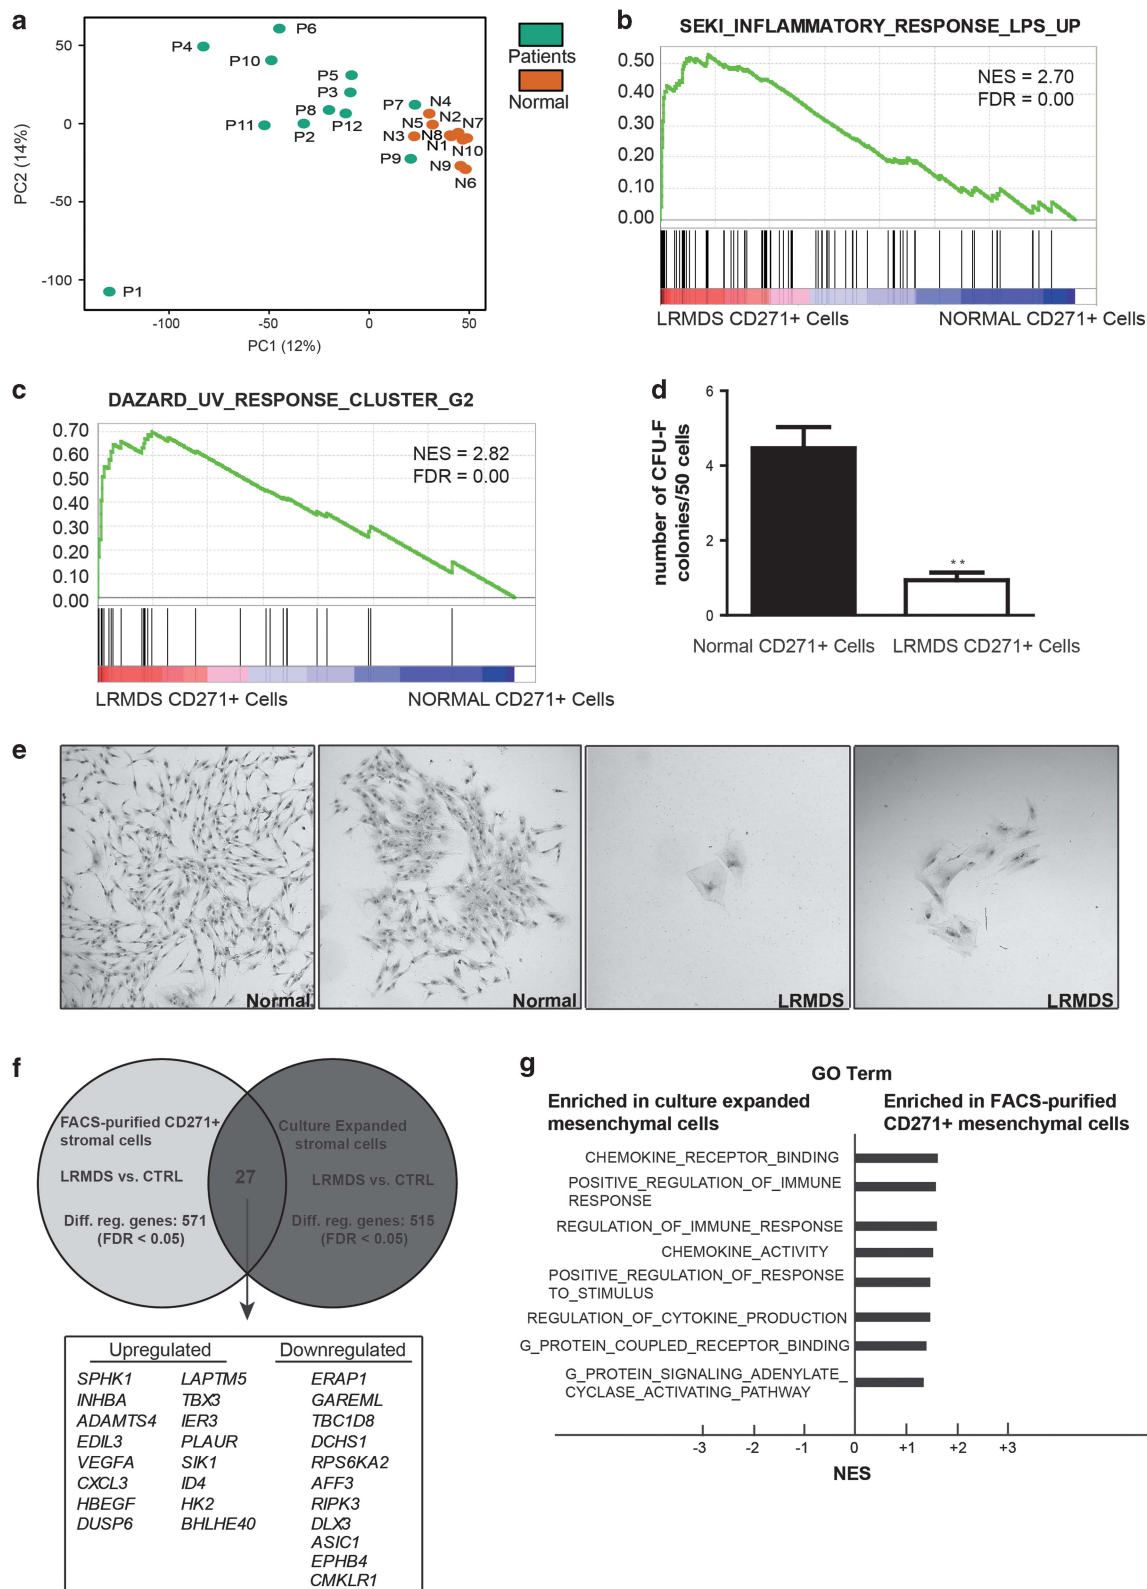 a
50
0
-50
-100
PC2 (14%)
-100
-50
0
50
PC1 (12%)
P6
P4
P10
P5
P3
P8
P11
P2
P12
P7
N4
N5
N2
N7
N3
N8
N1
N10
P9
N9
N6
P1
Patients
Normal
b
SEKI_INFLAMMATORY_RESPONSE_LPS_UP
0.50
0.40
0.30
0.20
0.10
0.00
NES = 2.70
FDR = 0.00
LRMDS CD271+ Cells
NORMAL CD271+ Cells
c
DAZARD_UV_RESPONSE_CLUSTER_G2
0.70
0.60
0.50
0.40
0.30
0.20
0.10
0.00
NES = 2.82
FDR = 0.00
LRMDS CD271+ Cells
NORMAL CD271+ Cells
d
number of CFU-F
colonies/50 cells
6
4
2
0
**
Normal CD271+ Cells
LRMDS CD271+ Cells
e
Normal
Normal
LRMDS
LRMDS
f
FACS-purified CD271+
stromal cells
LRMDS vs. CTRL
Diff. reg. genes: 571
(FDR < 0.05)
27
Culture Expanded
stromal cells
LRMDS vs. CTRL
Diff. reg. genes: 515
(FDR < 0.05)
Upregulated
Downregulated
SPHK1
INHBA
ADAMTS4
EDIL3
VEGFA
CXCL3
HBEGF
DUSP6
LAPTM5
TBX3
IER3
PLAUR
SIK1
ID4
HK2
BHLHE40
ERAP1
GAREML
TBC1D8
DCHS1
RPS6KA2
AFF3
RIPK3
DLX3
ASIC1
EPHB4
CMKLR1
g
GO Term
Enriched in culture expanded
mesenchymal cells
Enriched in FACS-purified
CD271+ mesenchymal cells
CHEMOKINE_RECEPTOR_BINDING
POSITIVE_REGULATION_OF_IMMUNE
RESPONSE
REGULATION_OF_IMMUNE_RESPONSE
CHEMOKINE_ACTIVITY
POSITIVE_REGULATION_OF_RESPONSE
TO_STIMULUS
REGULATION_OF_CYTOKINE_PRODUCTION
G_PROTEIN_COUPLED_RECEPTOR_BINDING
G_PROTEIN_SIGNALING_ADENYLATE_
CYCLASE_ACTIVATING_PATHWAY
-3
-2
-1
0
+1
+2
+3
NES